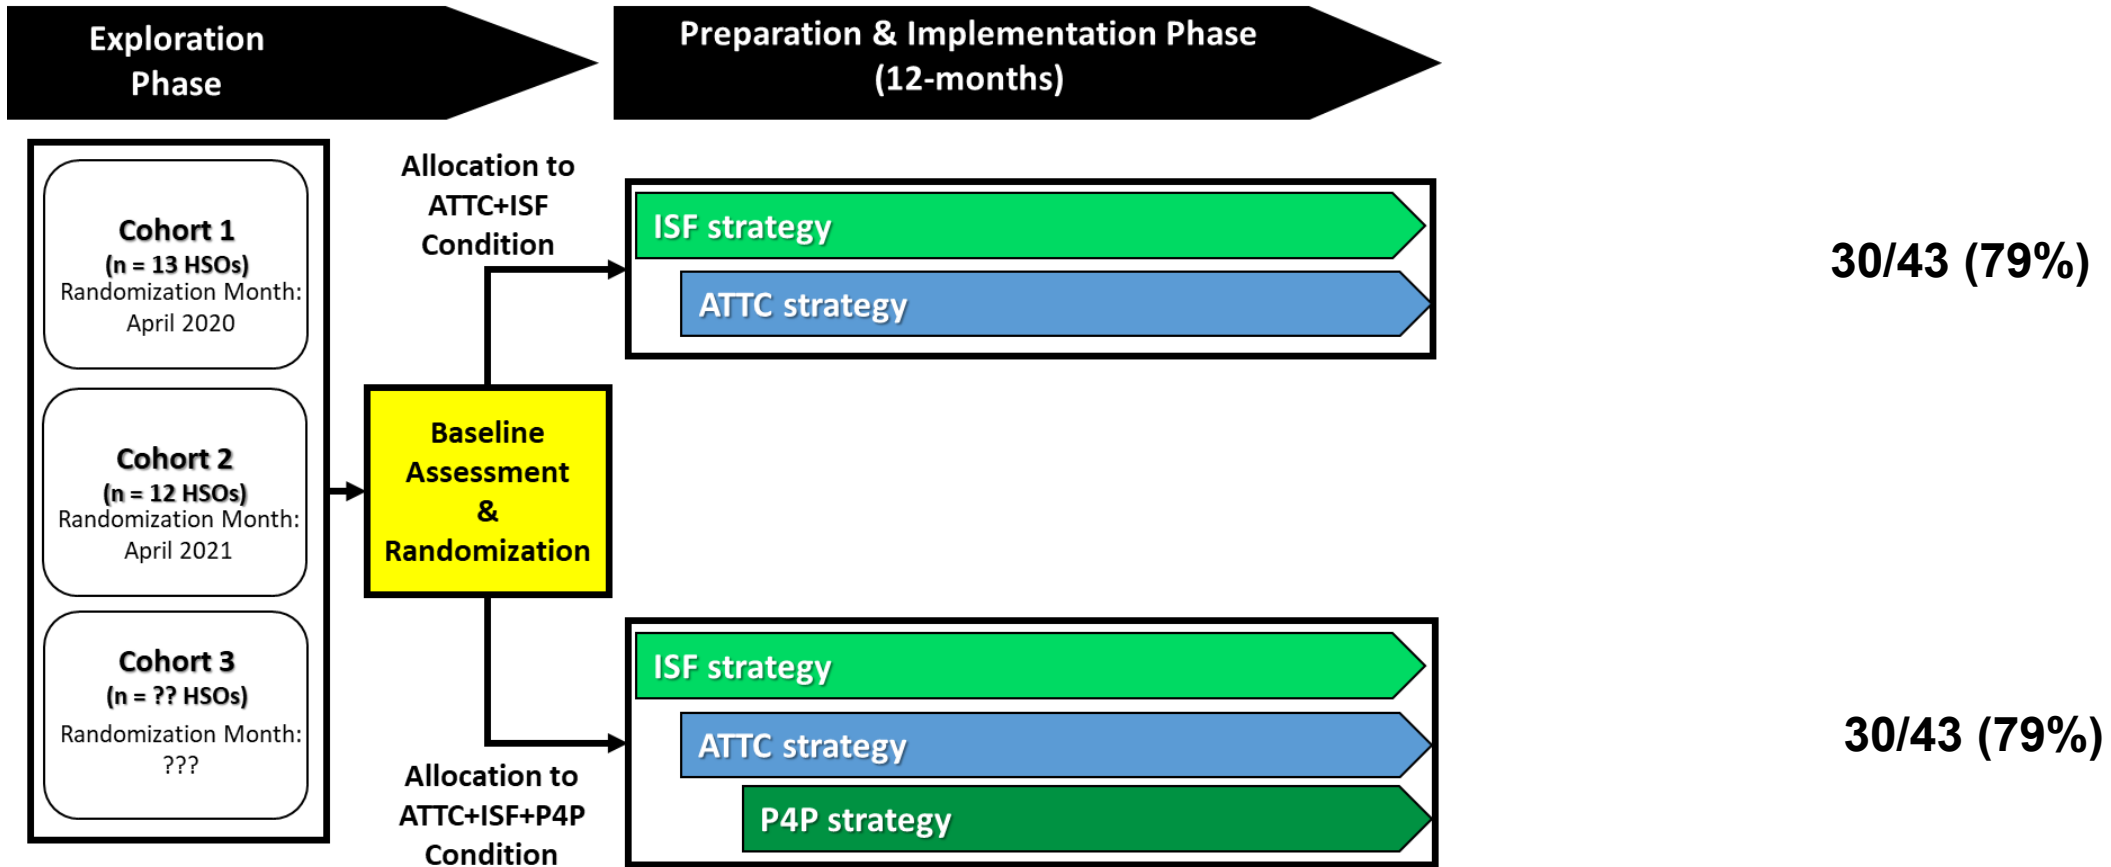 Exploration
Phase
Preparation & Implementation Phase
(12-months)
Cohort 1
(n = 13 HSOs)
Randomization Month:
April 2020
Cohort 2
(n = 12 HSOs)
Randomization Month:
April 2021
Cohort 3
(n = ?? HSOs)
Randomization Month:
???
Allocation to
ATTC+ISF
Condition
Baseline
Assessment
&
Randomization
Allocation to
ATTC+ISF+P4P
Condition
ISF strategy
ATTC strategy
30/43 (79%)
ISF strategy
ATTC strategy
P4P strategy
30/43 (79%)